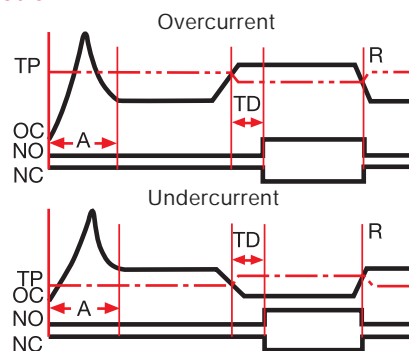 Overcurrent
TP
R
TD
OC
A
NO
NC
Undercurrent
TD
R
TP
OC
A
NO
NC